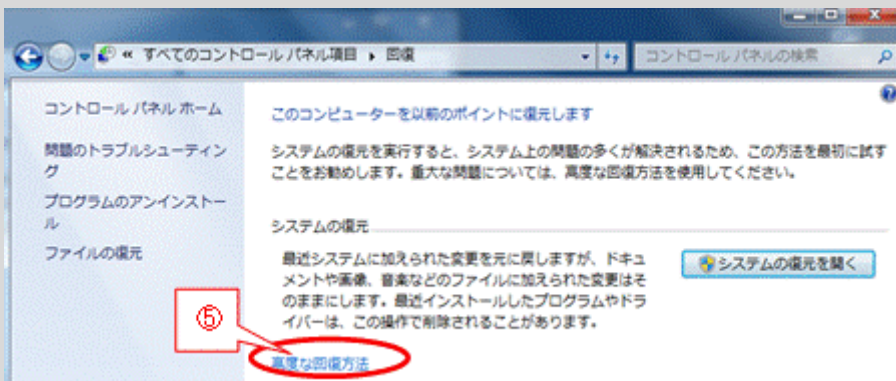 « すべてのコントロール パネル項目 ▸ 回復
コントロール パネルの検索
コントロール パネル ホーム
問題のトラブルシューティン
グ
プログラムのアンインストー
ル
ファイルの復元
このコンピューターを以前のポイントに復元します
システムの復元を実行すると、システム上の問題の多くが解決されるため、この方法を最初に試す
ことをお勧めします。重大な問題については、高度な回復方法を使用してください。
システムの復元
最近システムに加えられた変更を元に戻しますが、ドキュ
メントや画像、音楽などのファイルに加えられた変更はそ
のままにします。最近インストールしたプログラムやドラ
イバーは、この操作で削除されることがあります。
システムの復元を開く
⑤
高度な回復方法